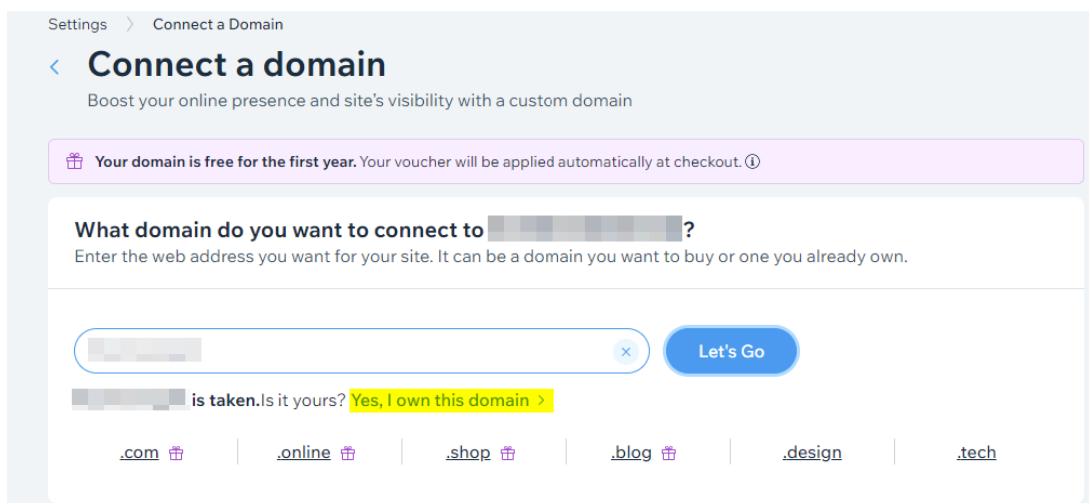 Settings > Connect a Domain
Connect a domain
Boost your online presence and site's visibility with a custom domain
Your domain is free for the first year. Your voucher will be applied automatically at checkout.
What domain do you want to connect to ?
Enter the web address you want for your site. It can be a domain you want to buy or one you already own.
Let's Go
is taken.Is it yours? Yes, I own this domain >
.com .online .shop .blog .design .tech